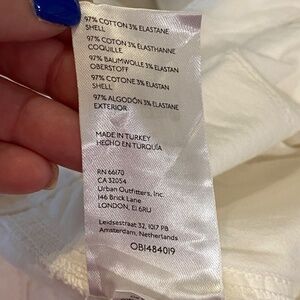 97% COTTON 3% ELASTANE
SHELL
97% COTON 3% ELASTHANNE
COQUILLE
97% BAUMWOLLE 3% ELASTAN
OBERSTOFF
97% COTONE 3% ELASTAN
SHELL
97% ALGODÓN 3% ELASTANE
EXTERIOR
MADE IN TURKEY
HECHO EN TURQUÍA
RN 66170
CA 32054
Urban Outfitters, Inc.
146 Brick Lane
LONDON, E1 6RU
Leidsestraat 32, 1017 PB
Amsterdam, Netherlands
OB1484019